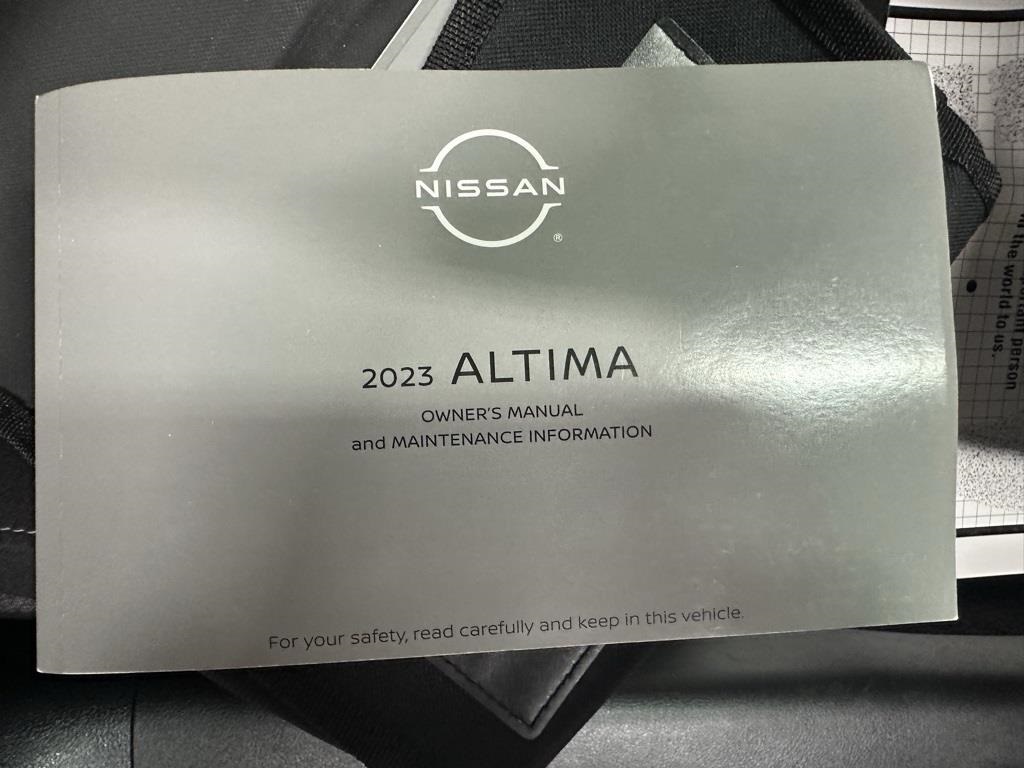 NISSAN
®
2023 ALTIMA
OWNER'S MANUAL
and MAINTENANCE INFORMATION
For your safety, read carefully and keep in this vehicle.
person
the world to us.